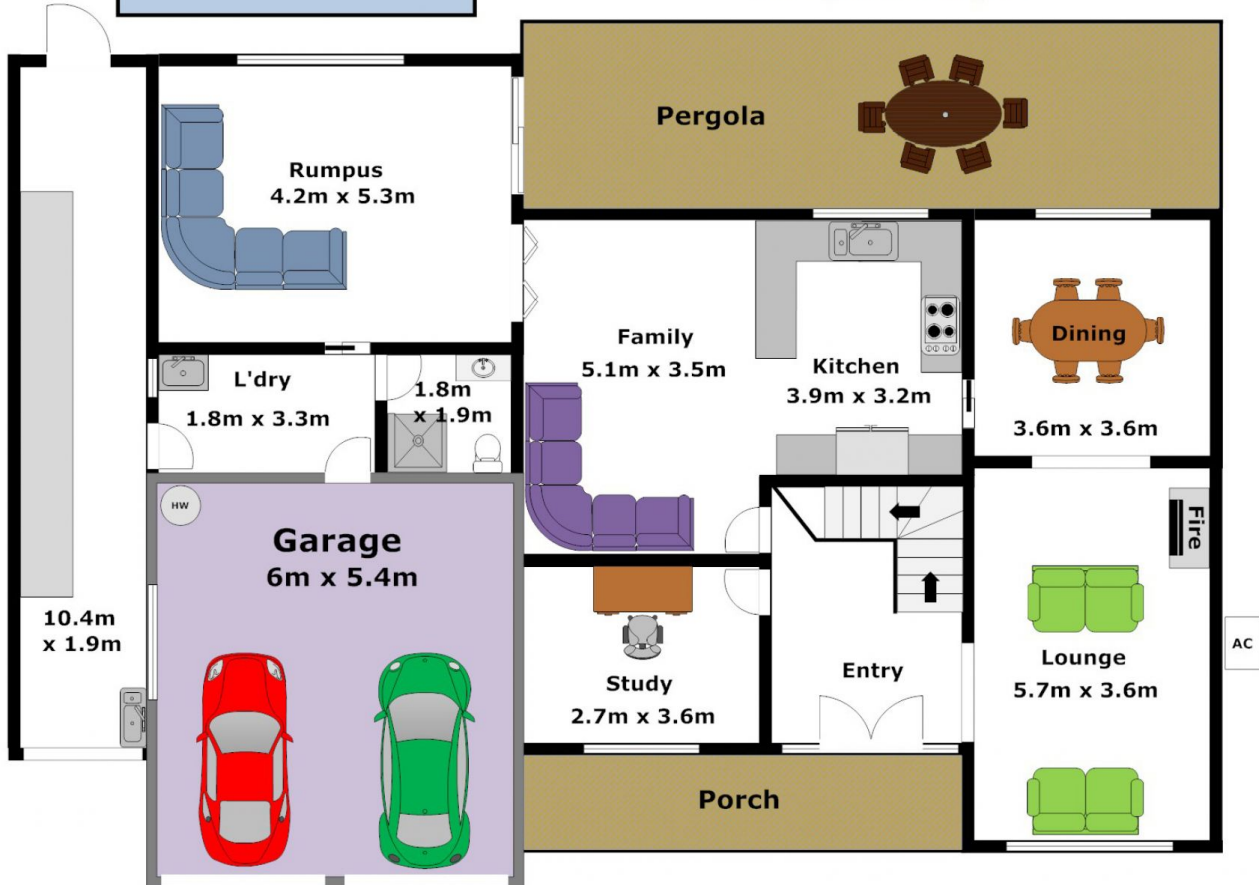 Pergola
Rumpus
4.2m x 5.3m
Family
5.1m x 3.5m
Kitchen
3.9m x 3.2m
Dining
3.6m x 3.6m
L'dry
1.8m x 3.3m
1.8m
x 1.9m
HW
Garage
6m x 5.4m
Fire
10.4m
x 1.9m
Study
2.7m x 3.6m
Entry
Lounge
5.7m x 3.6m
AC
Porch